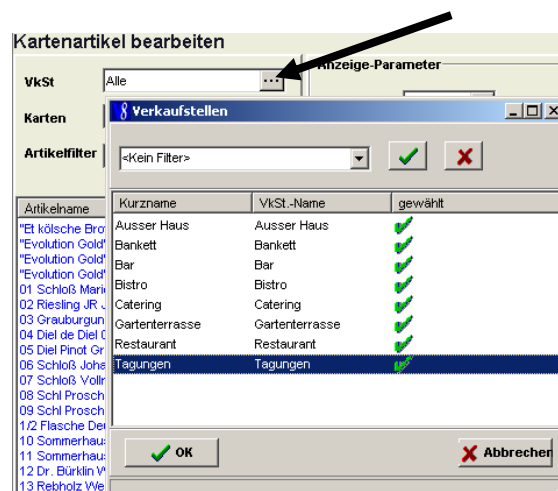 Kartenartikel bearbeiten
Anzeige-Parameter
VkSt Alle ...
Karten
Artikelfilter
Verkaufstellen
<Kein Filter>
Kurzname VkSt.-Name gewählt
Ausser Haus Ausser Haus
Bankett Bankett
Bar Bar
Bistro Bistro
Catering Catering
Gartenterrasse Gartenterrasse
Restaurant Restaurant
Tagungen Tagungen
OK Abbrechen
Artikelname
"Et kölsche Bro
"Evolution Gold"
"Evolution Gold"
"Evolution Gold"
01 Schloß Mari
02 Riesling JR
03 Grauburgun
04 Diel de Diel
05 Diel Pinot Gr
06 Schloß Joha
07 Schloß Vollr
08 Schl Prosch
09 Schl Prosch
1/2 Flasche De
10 Sommerhau
11 Sommerhau
12 Dr. Bürklin
13 Rebholz We